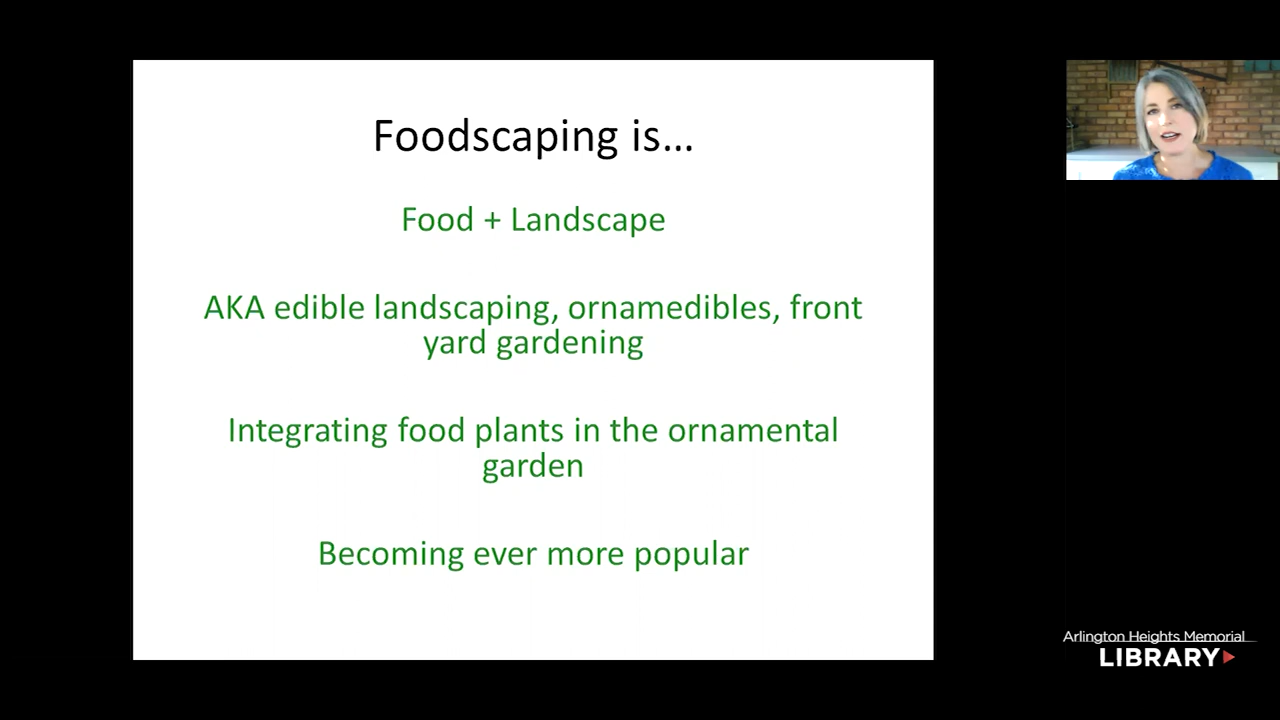 Foodscaping is...
Food + Landscape
AKA edible landscaping, ornamedibles, front
yard gardening
Integrating food plants in the ornamental
garden
Becoming ever more popular
Arlington Heights Memorial
LIBRARY